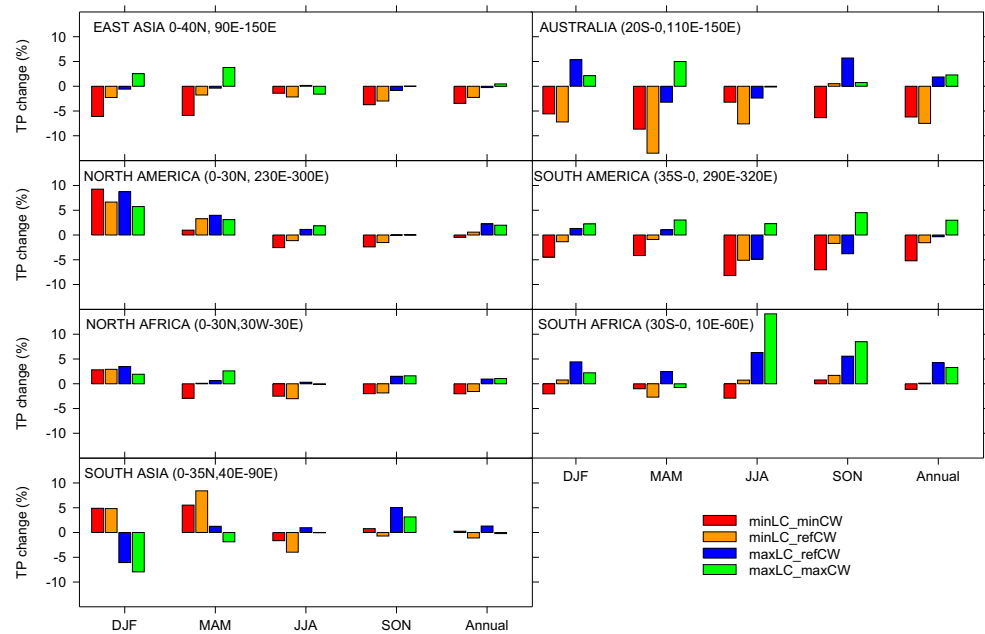 EAST ASIA 0-40N, 90E-150E
AUSTRALIA (20S-0,110E-150E)
TP change (%)
10
5
0
-5
-10
NORTH AMERICA (0-30N, 230E-300E)
SOUTH AMERICA (35S-0, 290E-320E)
TP change (%)
10
5
0
-5
-10
NORTH AFRICA (0-30N,30W-30E)
SOUTH AFRICA (30S-0, 10E-60E)
TP change (%)
10
5
0
-5
-10
DJF MAM JJA SON Annual
SOUTH ASIA (0-35N,40E-90E)
TP change (%)
10
5
0
-5
-10
DJF MAM JJA SON Annual
minLC_minCW
minLC_refCW
maxLC_refCW
maxLC_maxCW